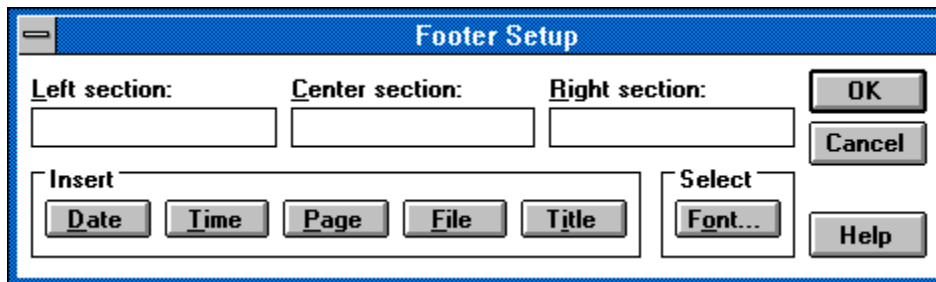 Footer Setup
Left section: Center section: Right section: OK
Cancel
Insert Select
Date Time Page File Title Font...
Help